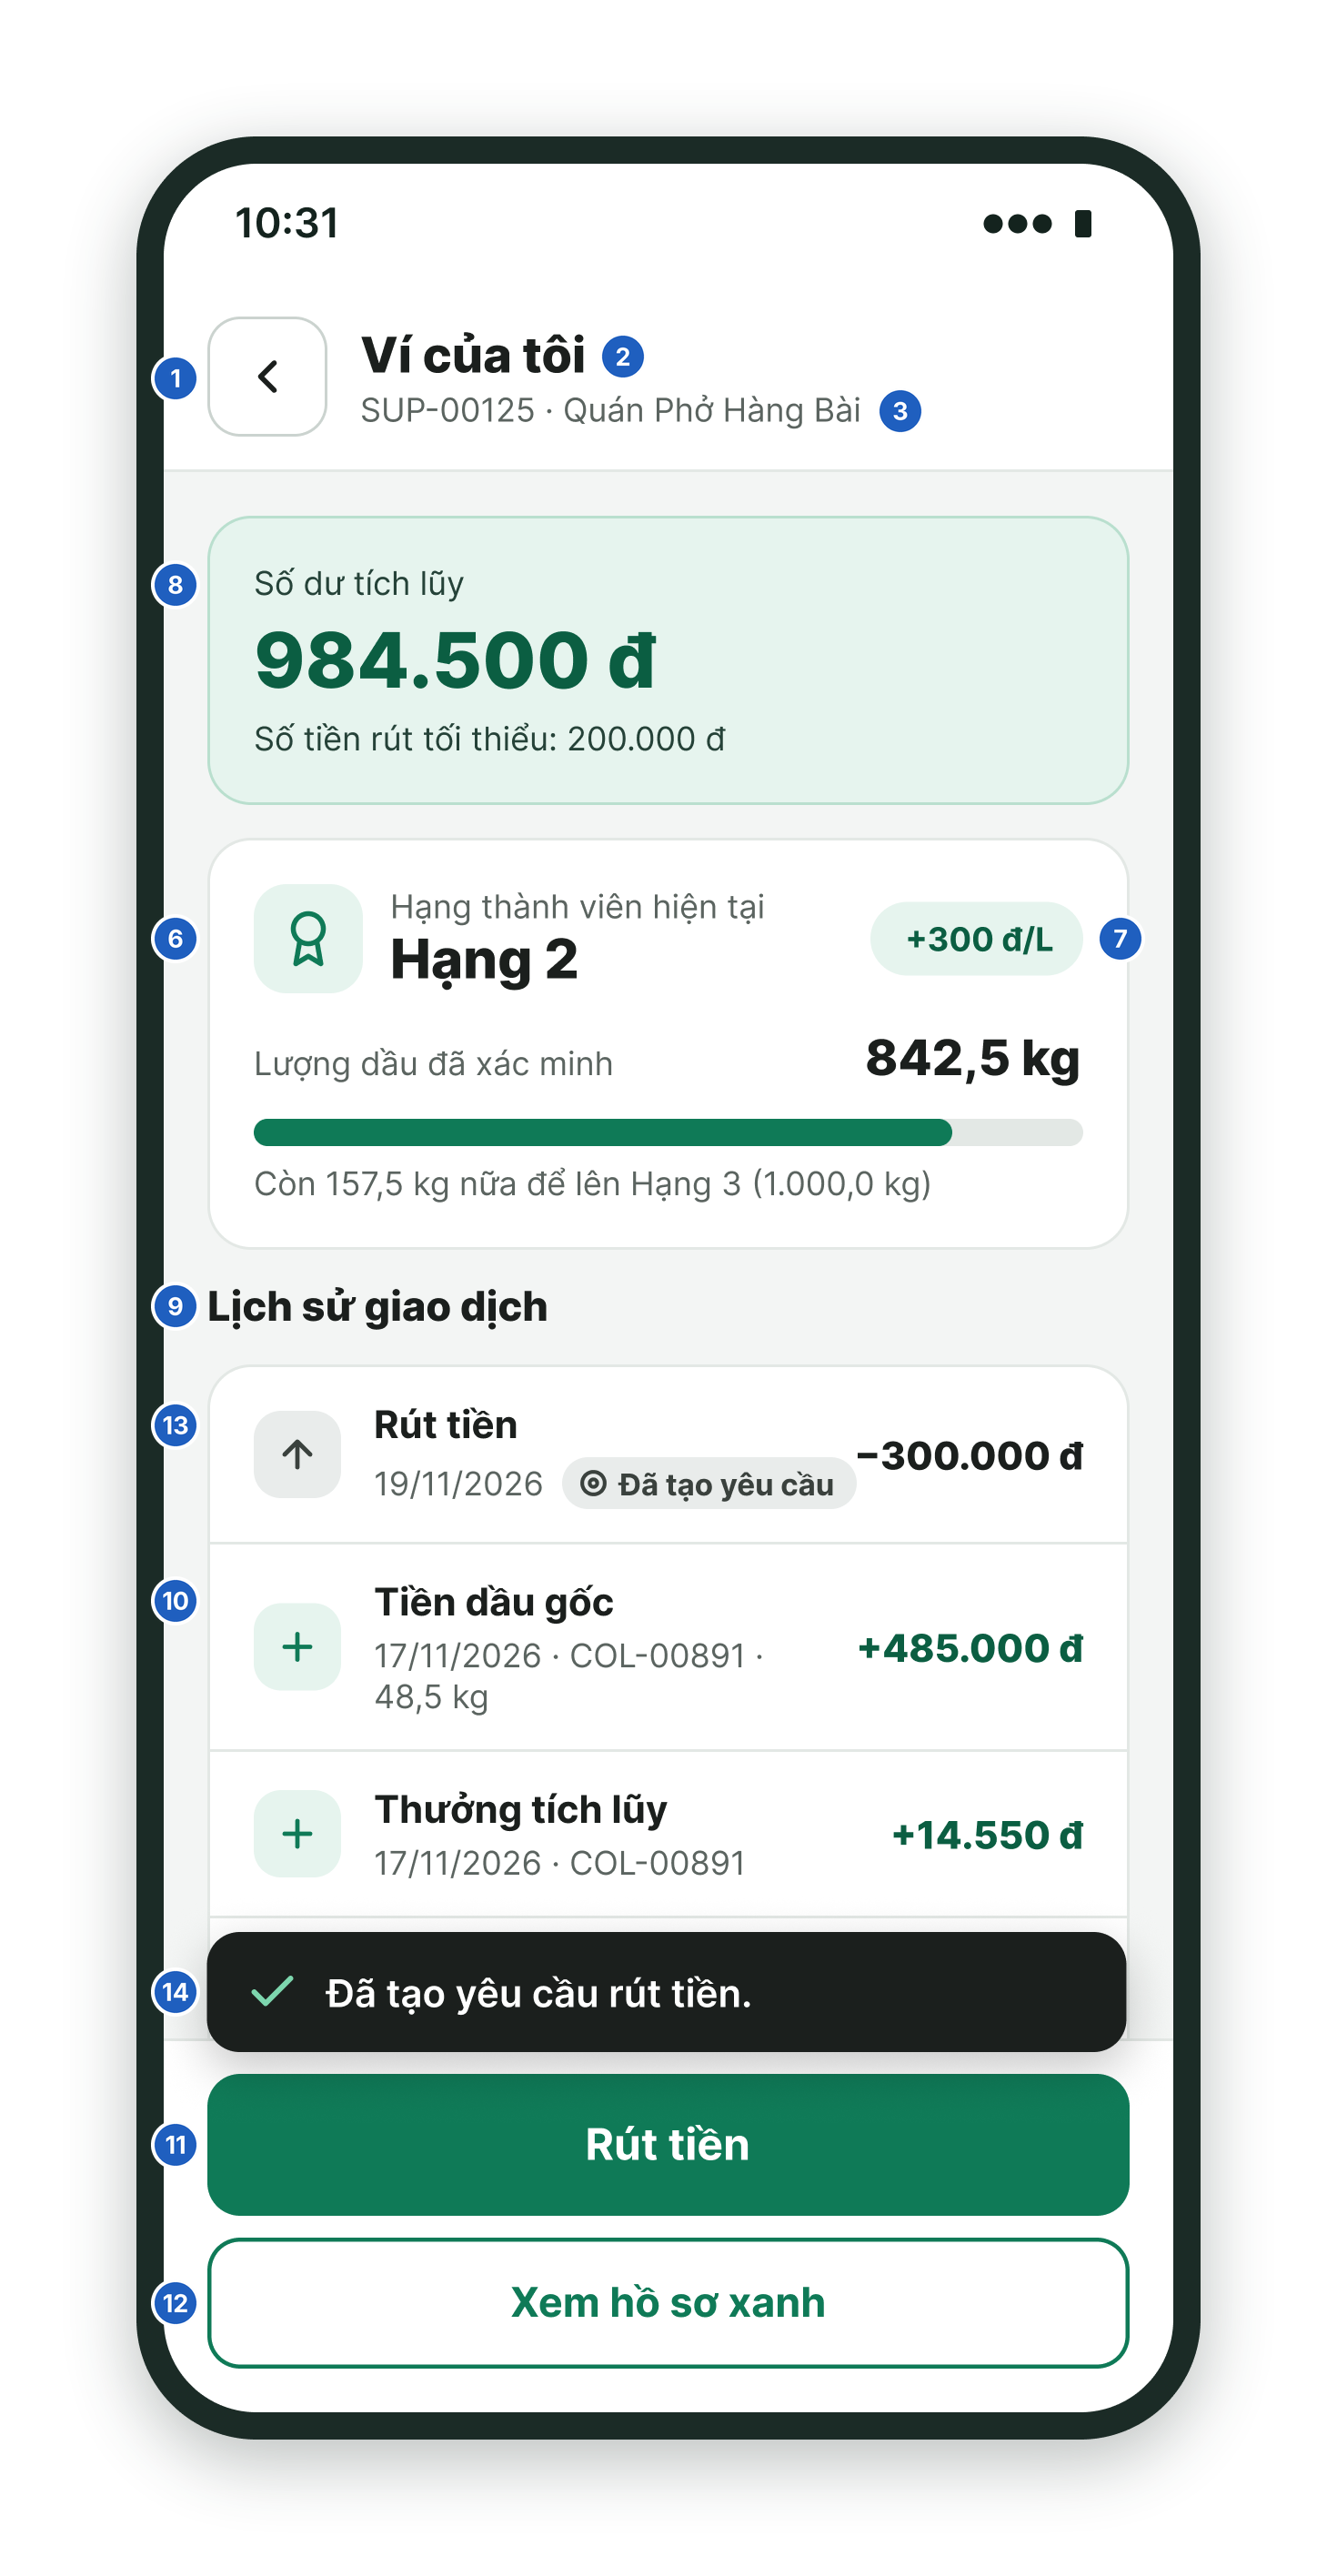 10:31
1
Ví của tôi 2
SUP-00125 · Quán Phở Hàng Bài 3
8
Số dư tích lũy
984.500 đ
Số tiền rút tối thiểu: 200.000 đ
6
Hạng thành viên hiện tại
Hạng 2
+300 đ/L 7
Lượng dầu đã xác minh 842,5 kg
Còn 157,5 kg nữa để lên Hạng 3 (1.000,0 kg)
9 Lịch sử giao dịch
13
Rút tiền
19/11/2026 Đã tạo yêu cầu −300.000 đ
10
Tiền dầu gốc
17/11/2026 · COL-00891 ·
48,5 kg
+485.000 đ
Thưởng tích lũy
17/11/2026 · COL-00891
+14.550 đ
14 Đã tạo yêu cầu rút tiền.
11 Rút tiền
12 Xem hồ sơ xanh